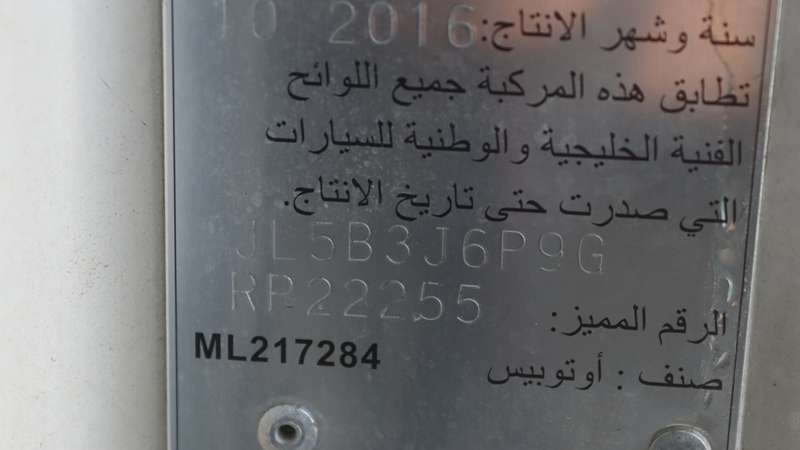 سنة وشهر الانتاج: 10 2016
تطابق هذه المركبة جميع اللوائح
الفنية الخليجية والوطنية للسيارات
التي صدرت حتى تاريخ الانتاج.
JL5B3J6P9G
RP22255
الرقم المميز:
صنف : أوتوبيس
ML217284